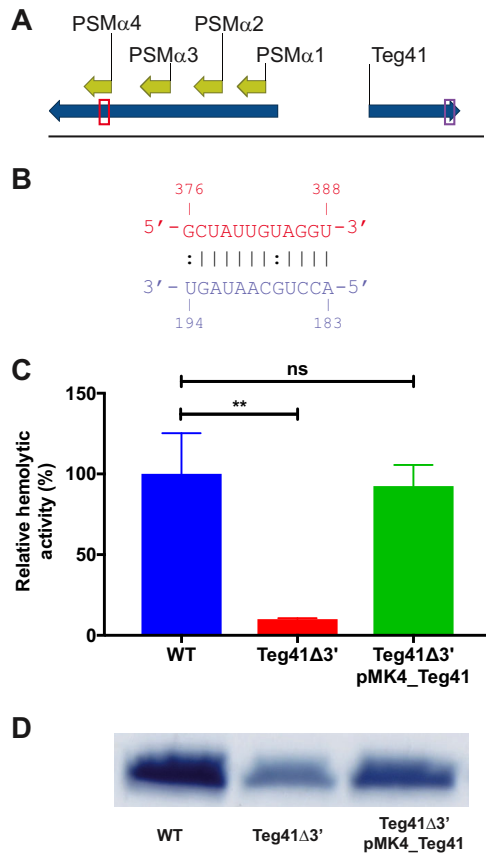 A
PSMα4
PSMα2
PSMα3
PSMα1
Teg41
B
376
388
5'-GCUAUUGUAGGU-3'
3'-UGAUAACGUCCA-5'
194
183
C
ns
**
Relative hemolytic
activity (%)
150
100
50
0
WT
Teg41Δ3'
Teg41Δ3'
pMK4_Teg41
D
WT
Teg41Δ3'
Teg41Δ3'
pMK4_Teg41